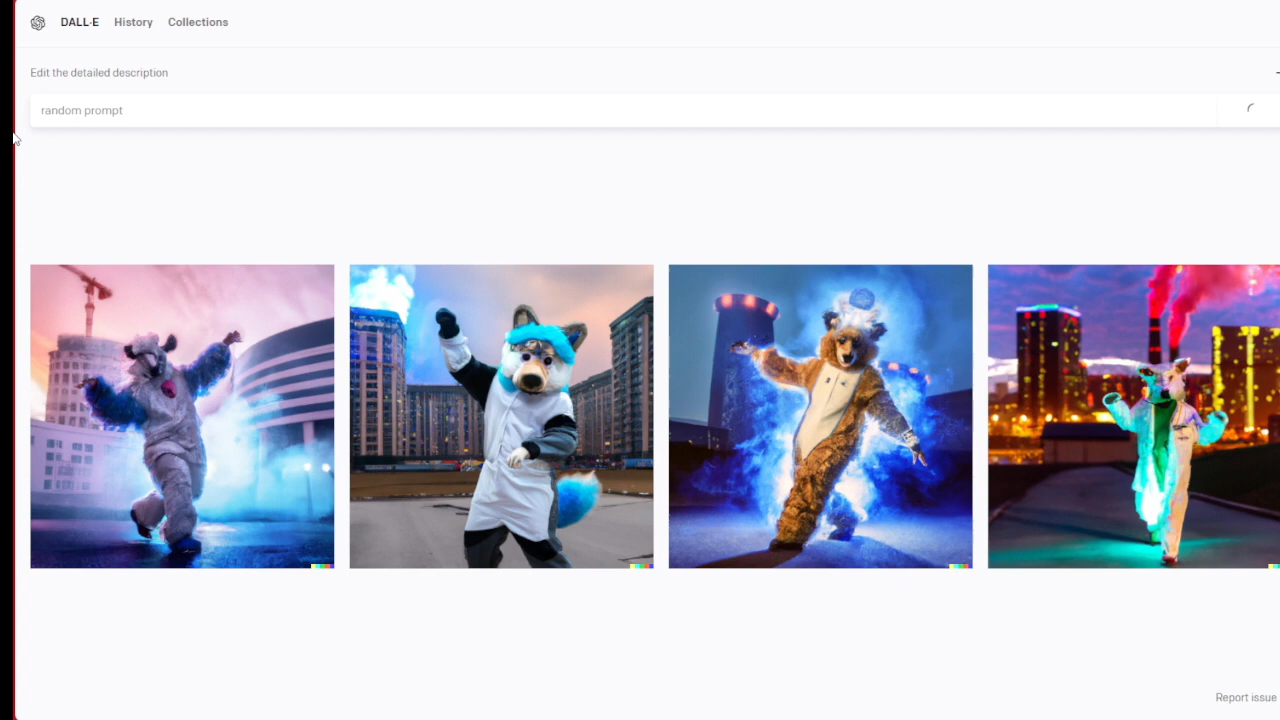 DALL·E History Collections
Edit the detailed description
random prompt
Report issue